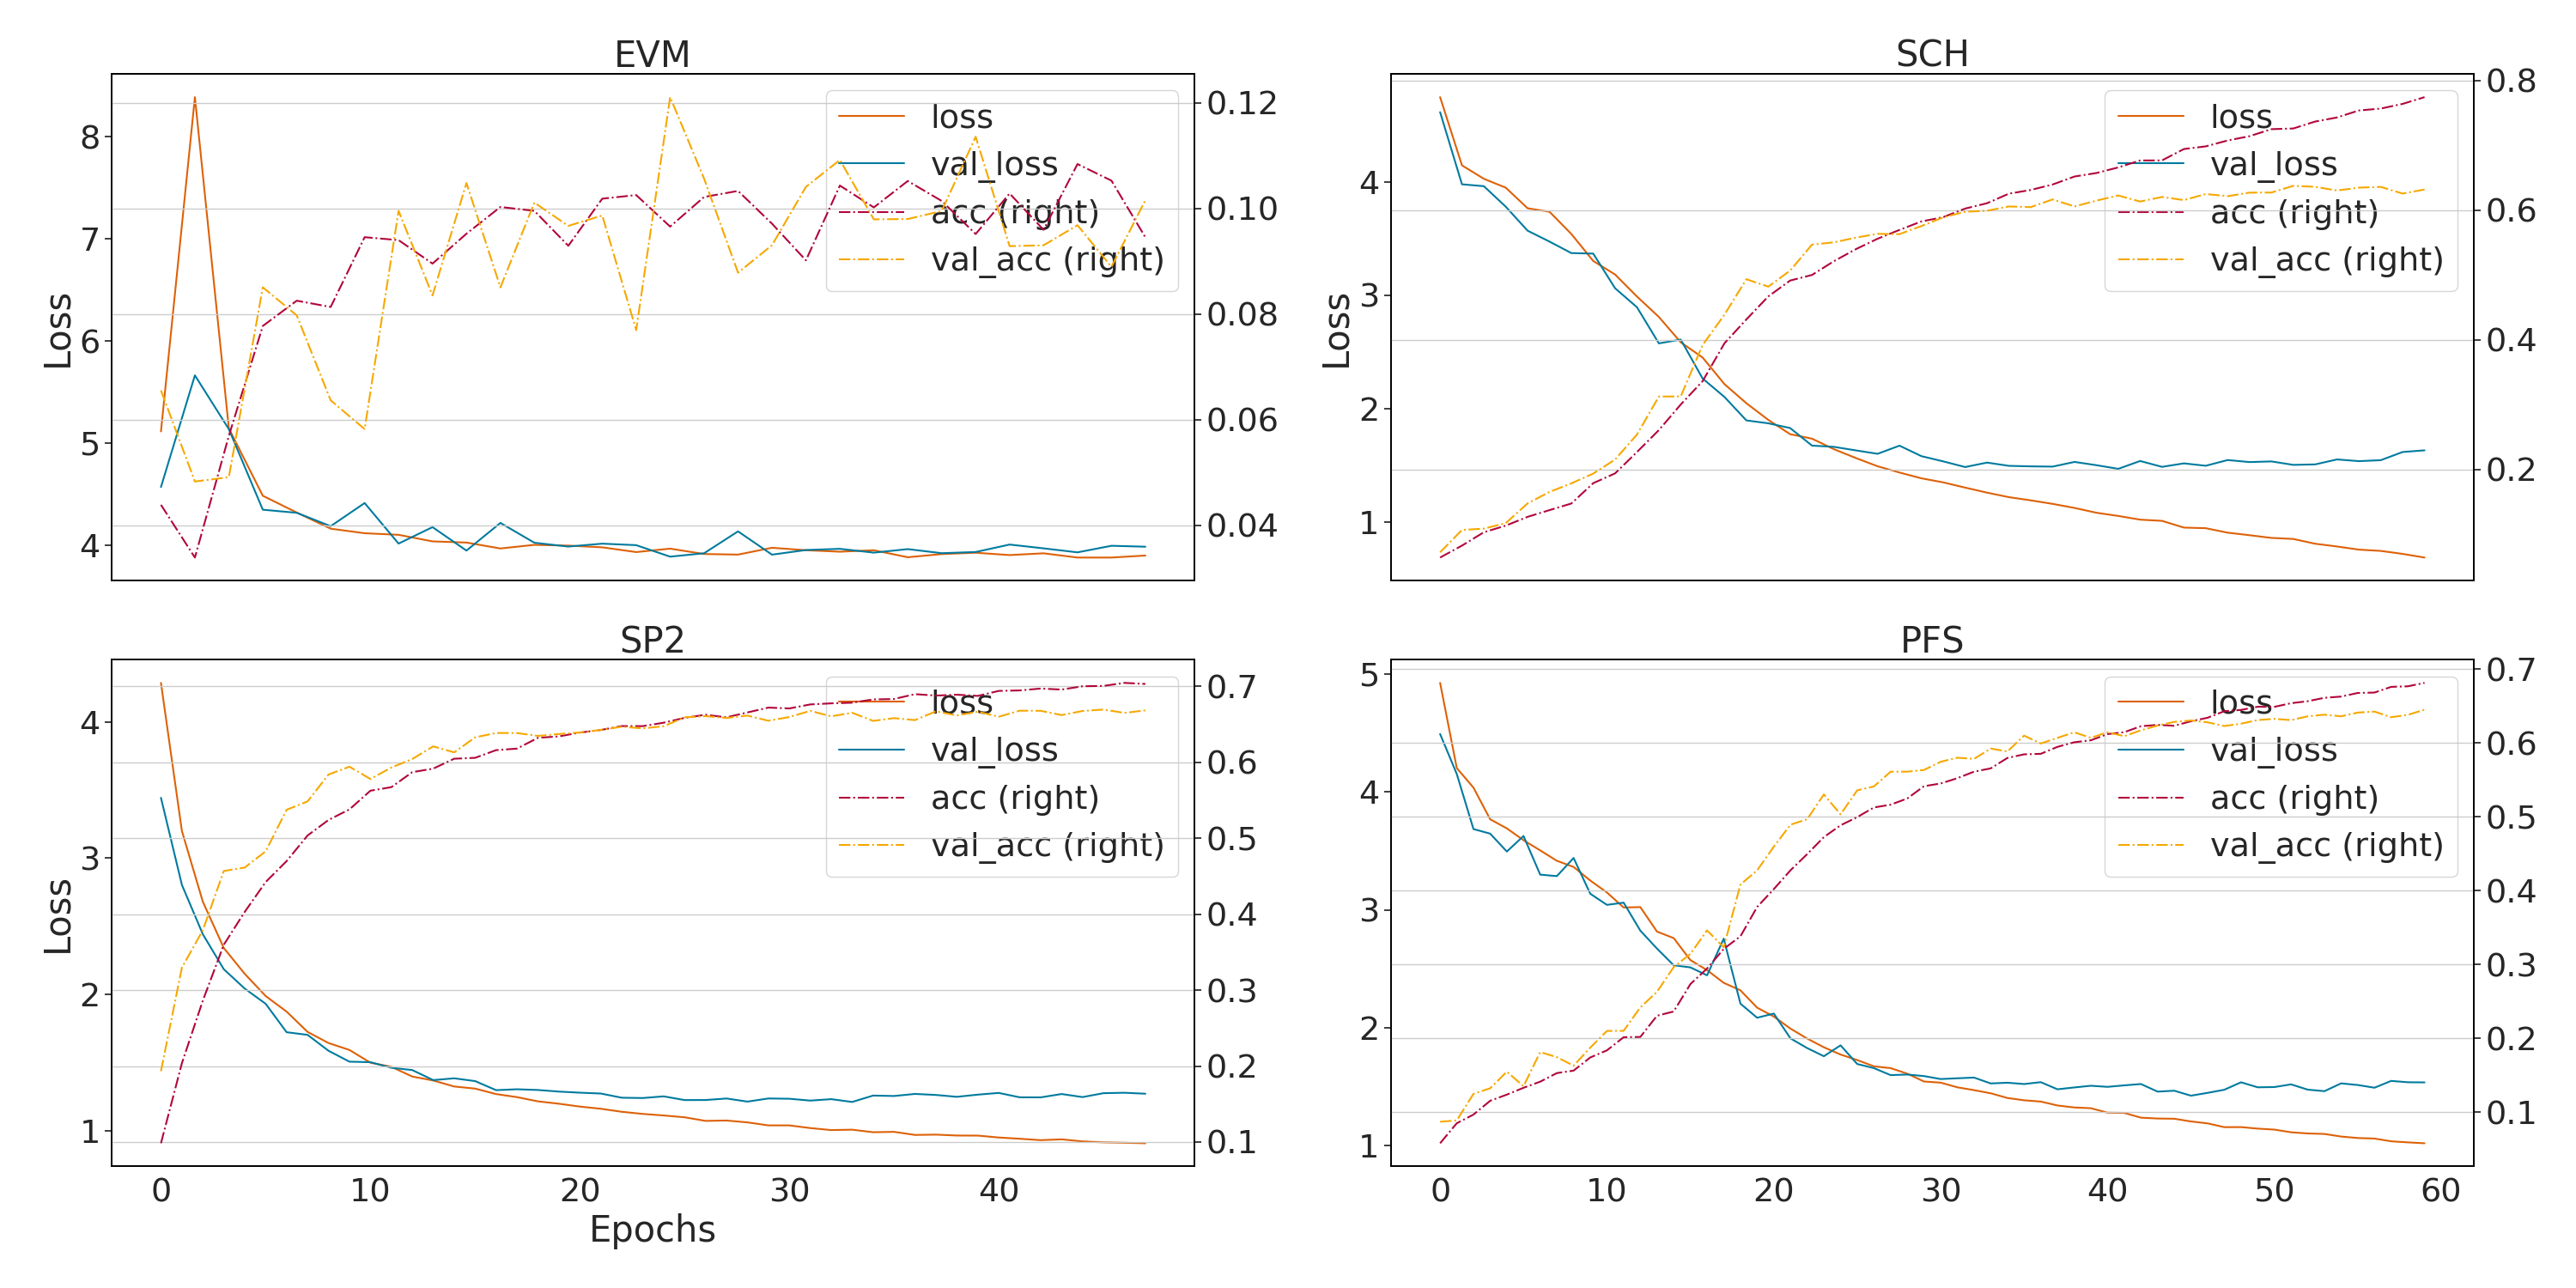 EVM
8
7
6
5
4
Loss
0.12
0.10
0.08
0.06
0.04
loss
val_loss
acc (right)
val_acc (right)
SCH
4
3
2
1
Loss
0.8
0.6
0.4
0.2
loss
val_loss
acc (right)
val_acc (right)
SP2
4
3
2
1
Loss
0.7
0.6
0.5
0.4
0.3
0.2
0.1
loss
val_loss
acc (right)
val_acc (right)
0 10 20 30 40
Epochs
PFS
5
4
3
2
1
0.7
0.6
0.5
0.4
0.3
0.2
0.1
loss
val_loss
acc (right)
val_acc (right)
0 10 20 30 40 50 60